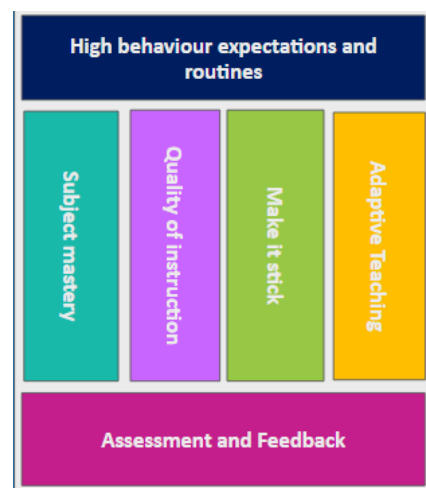 High behaviour expectations and
routines
Subject mastery
Quality of instruction
Make it stick
Adaptive Teaching
Assessment and Feedback